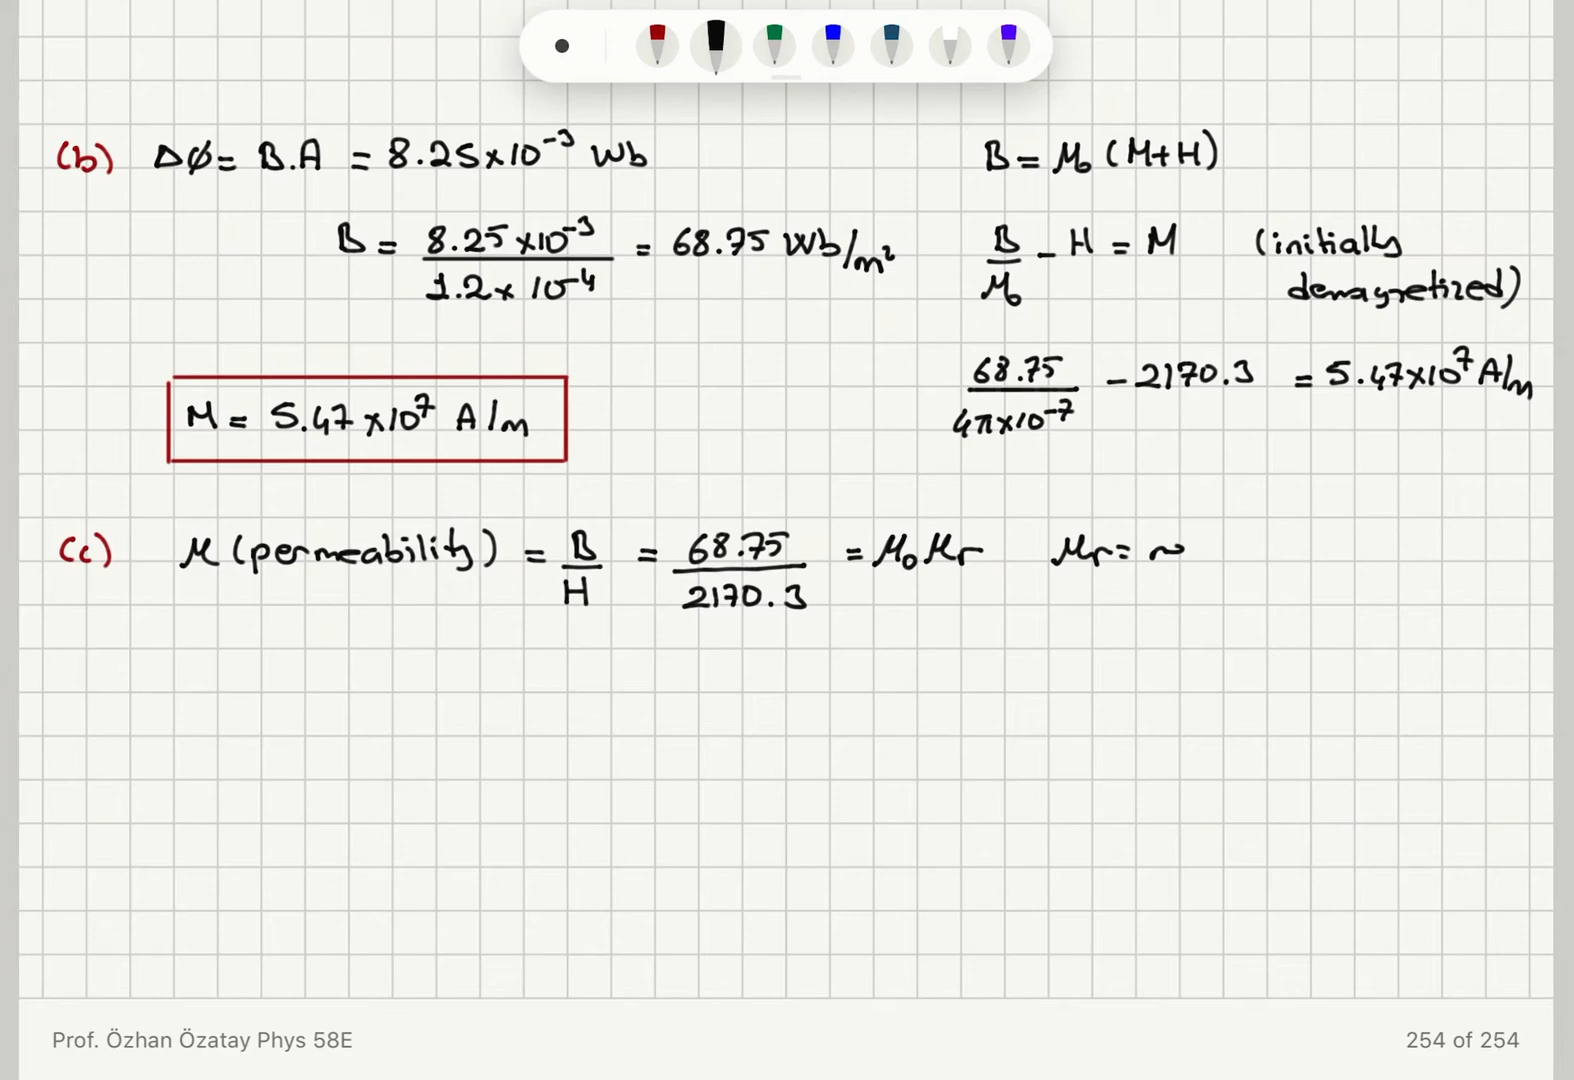 (b) Δϕ = B.A = 8.25×10⁻³ Wb
B = μ₀ (M+H)
B = 8.25×10⁻³ / 1.2×10⁻⁴ = 68.75 Wb/m²
B/μ₀ - H = M (initially demagnetized)
68.75 / 4π×10⁻⁷ - 2170.3 = 5.47×10⁷ A/m
M = 5.47×10⁷ A/m
(c) μ (permeability) = B/H = 68.75 / 2170.3 = μ₀μr μr = ~
Prof. Özhan Özatay Phys 58E
254 of 254